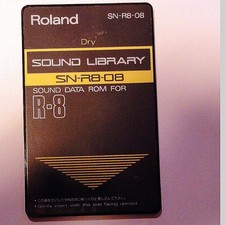 Roland SN-R8-08
Dry
SOUND LIBRARY
SN-R8-08
SOUND DATA ROM FOR
R-8